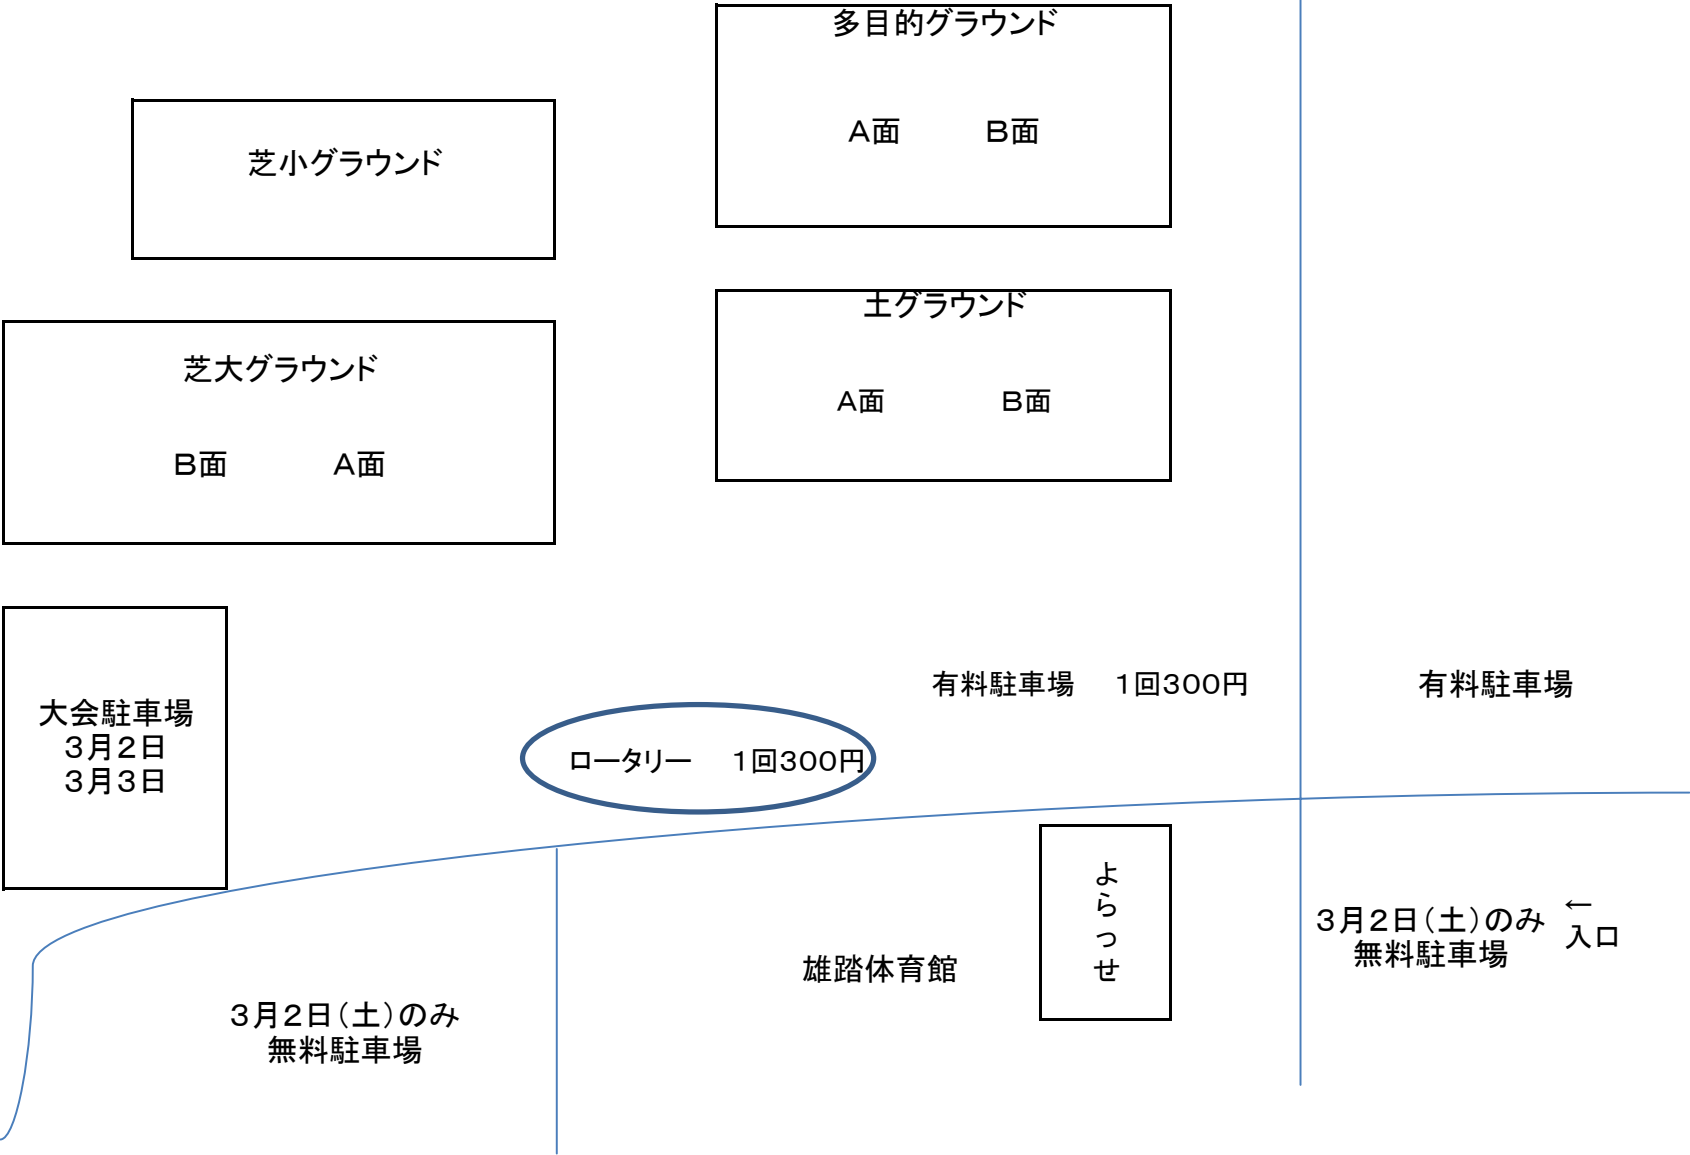 多目的グラウンド
A面　　B面
芝小グラウンド
土グラウンド
A面　　B面
芝大グラウンド
B面　　A面
大会駐車場
3月2日
3月3日
有料駐車場　1回300円
有料駐車場
ロータリー　1回300円
よらっせ
雄踏体育館
3月2日(土)のみ
無料駐車場
←
入口
3月2日(土)のみ
無料駐車場